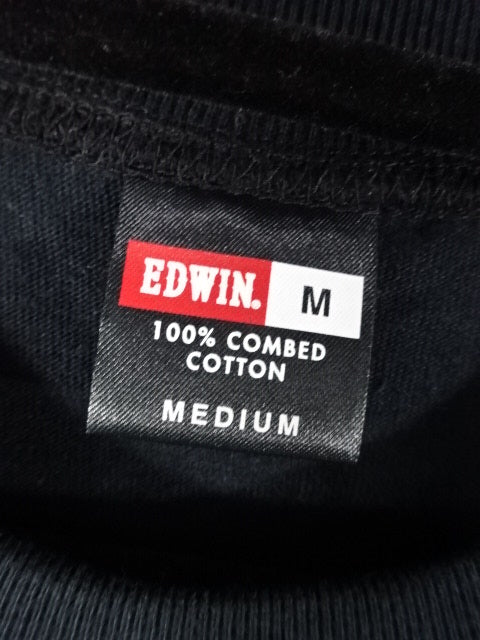 EDWIN. M
100% COMBED
COTTON
MEDIUM